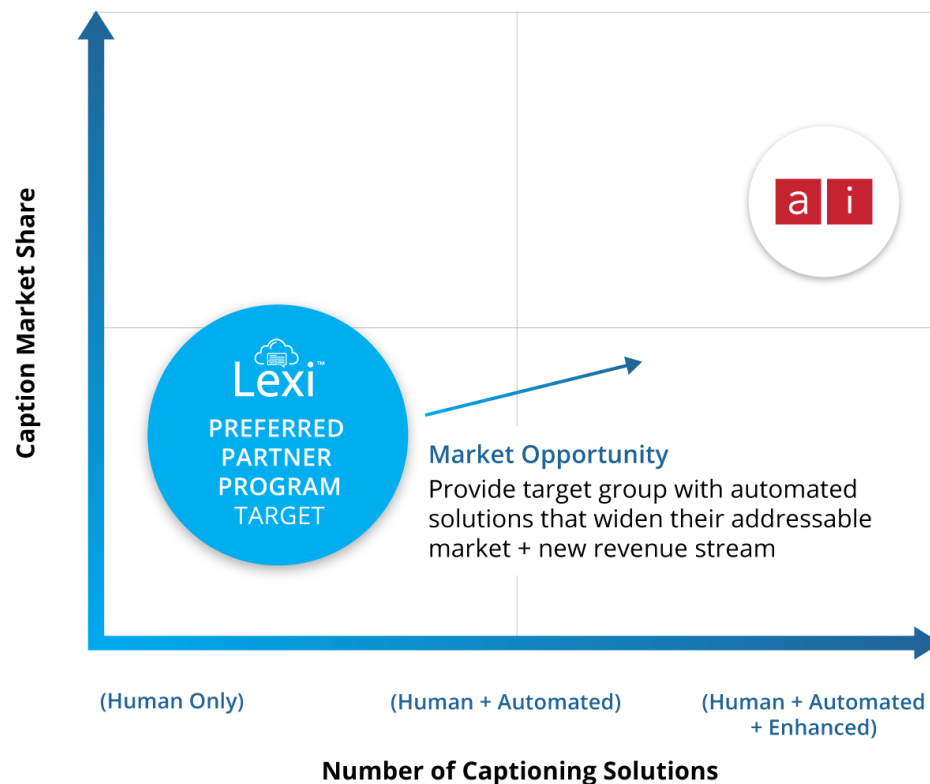 Caption Market Share
a i
Lexi™
PREFERRED
PARTNER
PROGRAM
TARGET
Market Opportunity
Provide target group with automated
solutions that widen their addressable
market + new revenue stream
(Human Only)
(Human + Automated)
(Human + Automated
+ Enhanced)
Number of Captioning Solutions